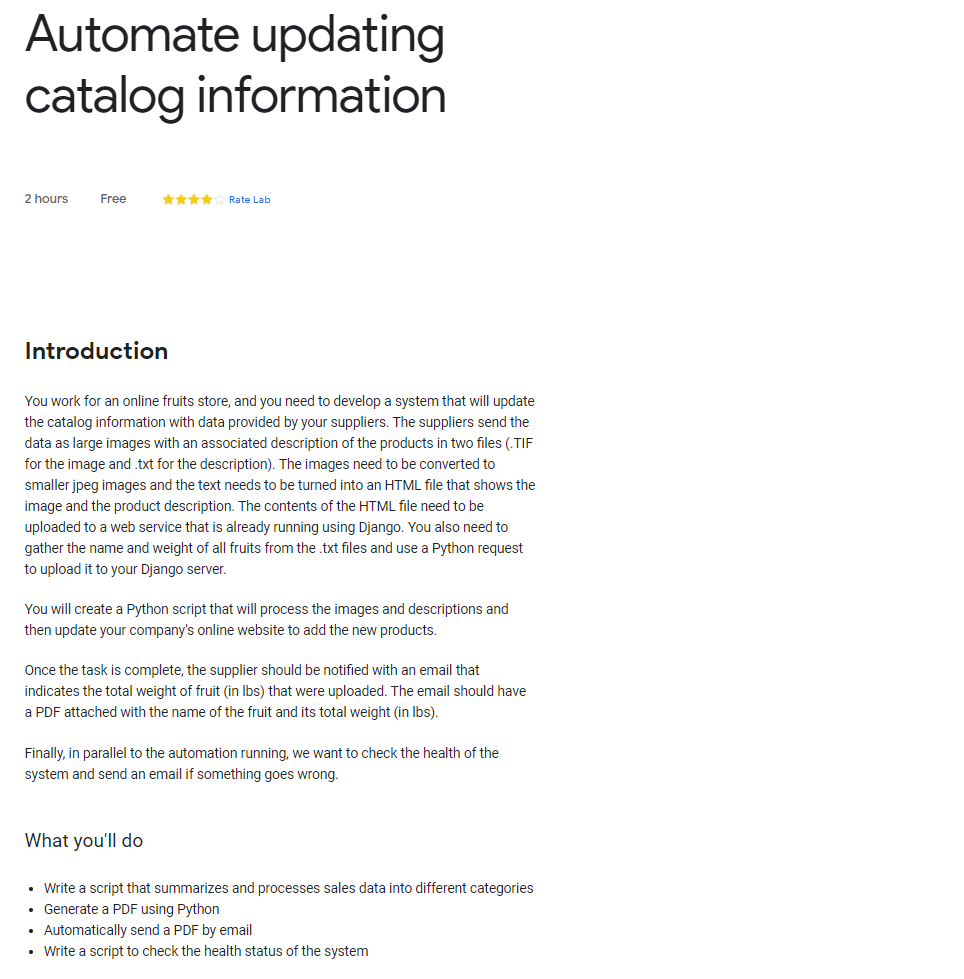 Automate updating
catalog information
2 hours Free Rate Lab
Introduction
You work for an online fruits store, and you need to develop a system that will update
the catalog information with data provided by your suppliers. The suppliers send the
data as large images with an associated description of the products in two files (.TIF
for the image and .txt for the description). The images need to be converted to
smaller jpeg images and the text needs to be turned into an HTML file that shows the
image and the product description. The contents of the HTML file need to be
uploaded to a web service that is already running using Django. You also need to
gather the name and weight of all fruits from the .txt files and use a Python request
to upload it to your Django server.
You will create a Python script that will process the images and descriptions and
then update your company's online website to add the new products.
Once the task is complete, the supplier should be notified with an email that
indicates the total weight of fruit (in lbs) that were uploaded. The email should have
a PDF attached with the name of the fruit and its total weight (in lbs).
Finally, in parallel to the automation running, we want to check the health of the
system and send an email if something goes wrong.
What you'll do
• Write a script that summarizes and processes sales data into different categories
• Generate a PDF using Python
• Automatically send a PDF by email
• Write a script to check the health status of the system